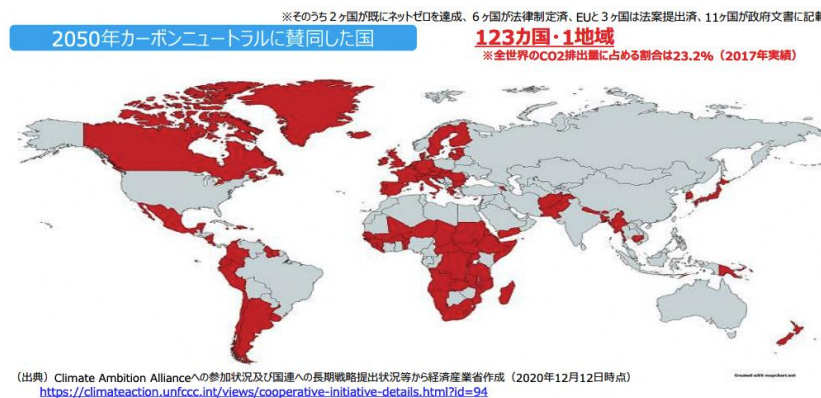 ※そのうち２ヶ国が既にネットゼロを達成、６ヶ国が法律制定済、EUと３ヶ国は法案提出済、11ヶ国が政府文書に記載
2050年カーボンニュートラルに賛同した国
123カ国・1地域
※全世界のCO2排出量に占める割合は23.2%（2017年実績）
（出典）Climate Ambition Allianceへの参加状況及び国連への長期戦略提出状況等から経済産業省作成（2020年12月12日時点）
https://climateaction.unfccc.int/views/cooperative-initiative-details.html?id=94
Created with mapchart.net